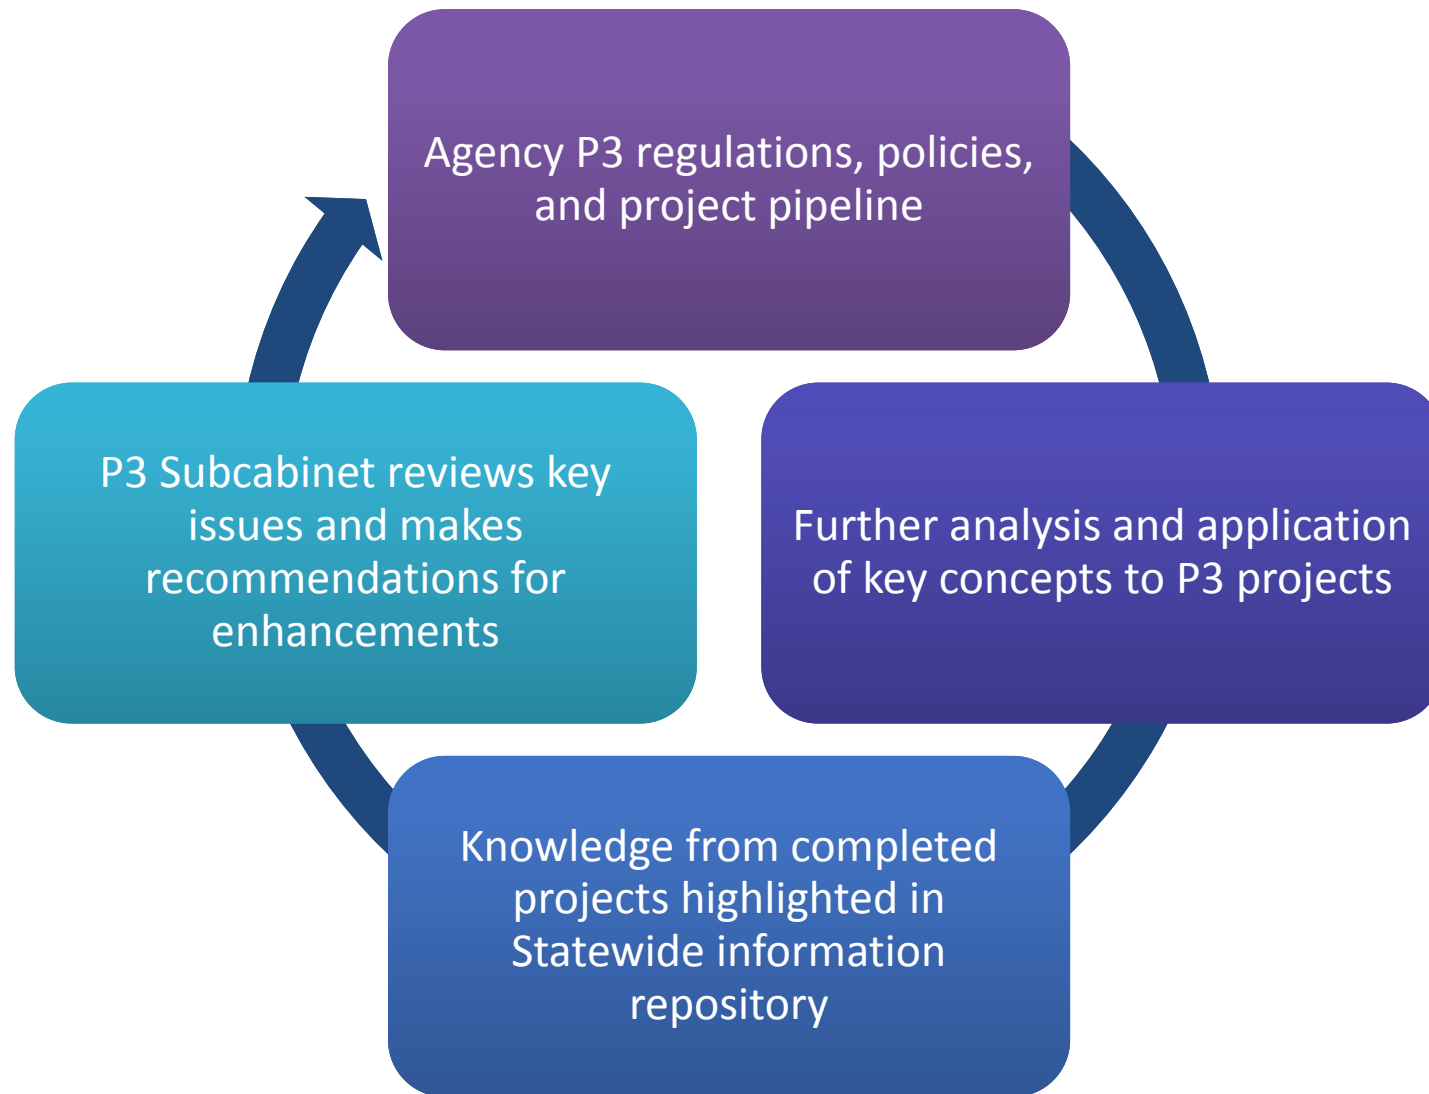 Agency P3 regulations, policies,
and project pipeline
Further analysis and application
of key concepts to P3 projects
Knowledge from completed
projects highlighted in
Statewide information
repository
P3 Subcabinet reviews key
issues and makes
recommendations for
enhancements